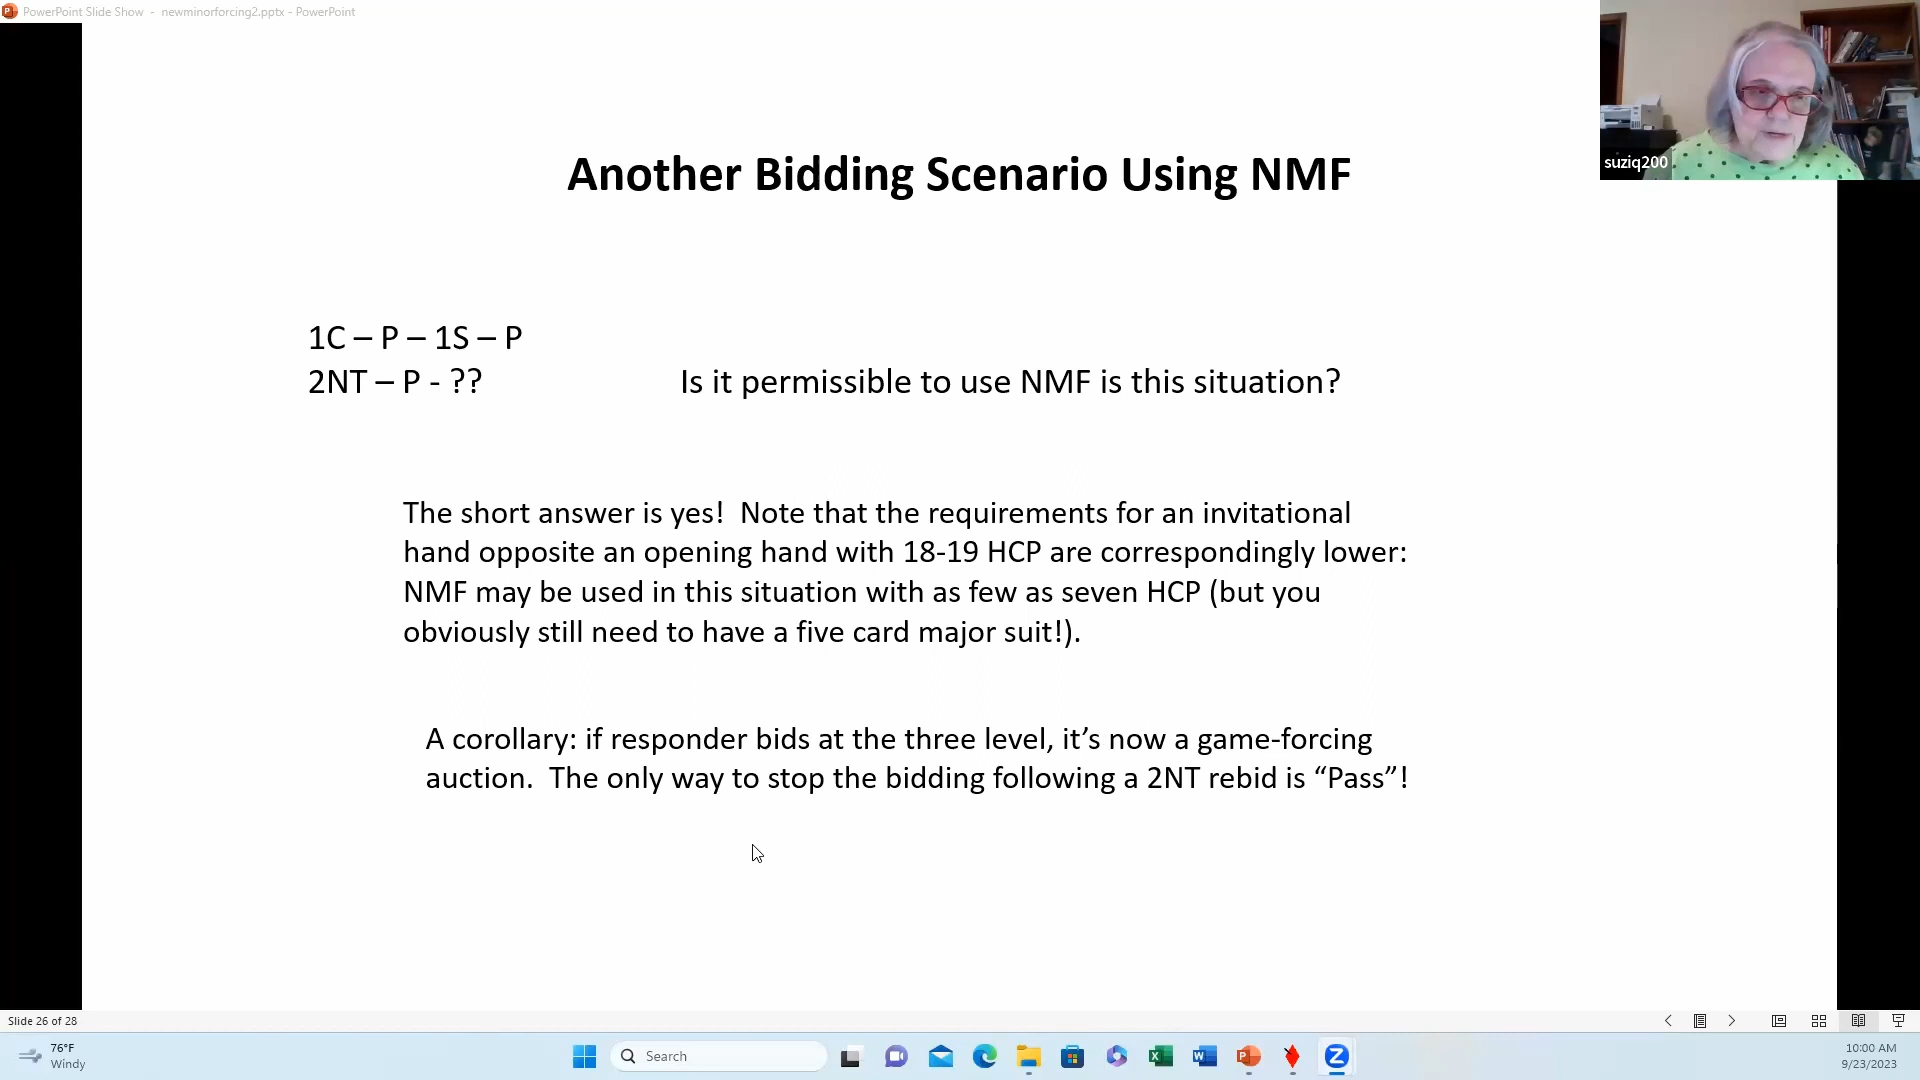 PowerPoint Slide Show - newminorforcing2.pptx - PowerPoint
suziq200
Another Bidding Scenario Using NMF
1C – P – 1S – P
2NT – P - ??
Is it permissible to use NMF is this situation?
The short answer is yes! Note that the requirements for an invitational
hand opposite an opening hand with 18-19 HCP are correspondingly lower:
NMF may be used in this situation with as few as seven HCP (but you
obviously still need to have a five card major suit!).
A corollary: if responder bids at the three level, it’s now a game-forcing
auction. The only way to stop the bidding following a 2NT rebid is “Pass”!
Slide 26 of 28
76°F
Windy
Search
10:00 AM
9/23/2023